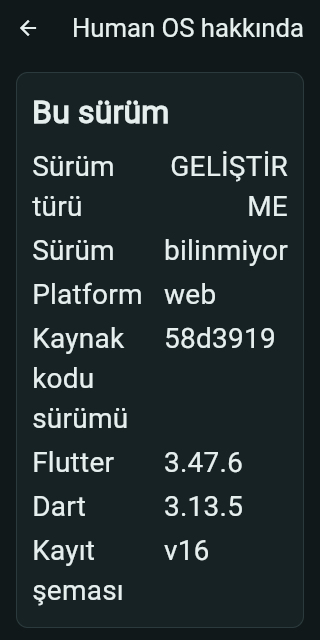 Human OS hakkında
Bu sürüm
Sürüm türü GELİŞTİRME
Sürüm bilinmiyor
Platform web
Kaynak kodu sürümü 58d3919
Flutter 3.47.6
Dart 3.13.5
Kayıt şeması v16